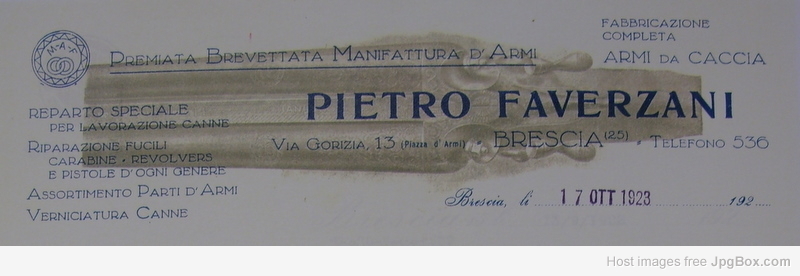 M-A-F
PREMIATA BREVETTATA MANIFATTURA D'ARMI
FABBRICAZIONE
COMPLETA
ARMI DA CACCIA
PIETRO FAVERZANI
VIA GORIZIA, 13 (Piazza d'Armi) BRESCIA (25) - TELEFONO 536
REPARTO SPECIALE
PER LAVORAZIONE CANNE
RIPARAZIONE FUCILI
CARABINE - REVOLVERS
E PISTOLE D'OGNI GENERE
ASSORTIMENTO PARTI D'ARMI
VERNICIATURA CANNE
Brescia, lì 17 OTT 1923 192
Host images free JpgBox.com